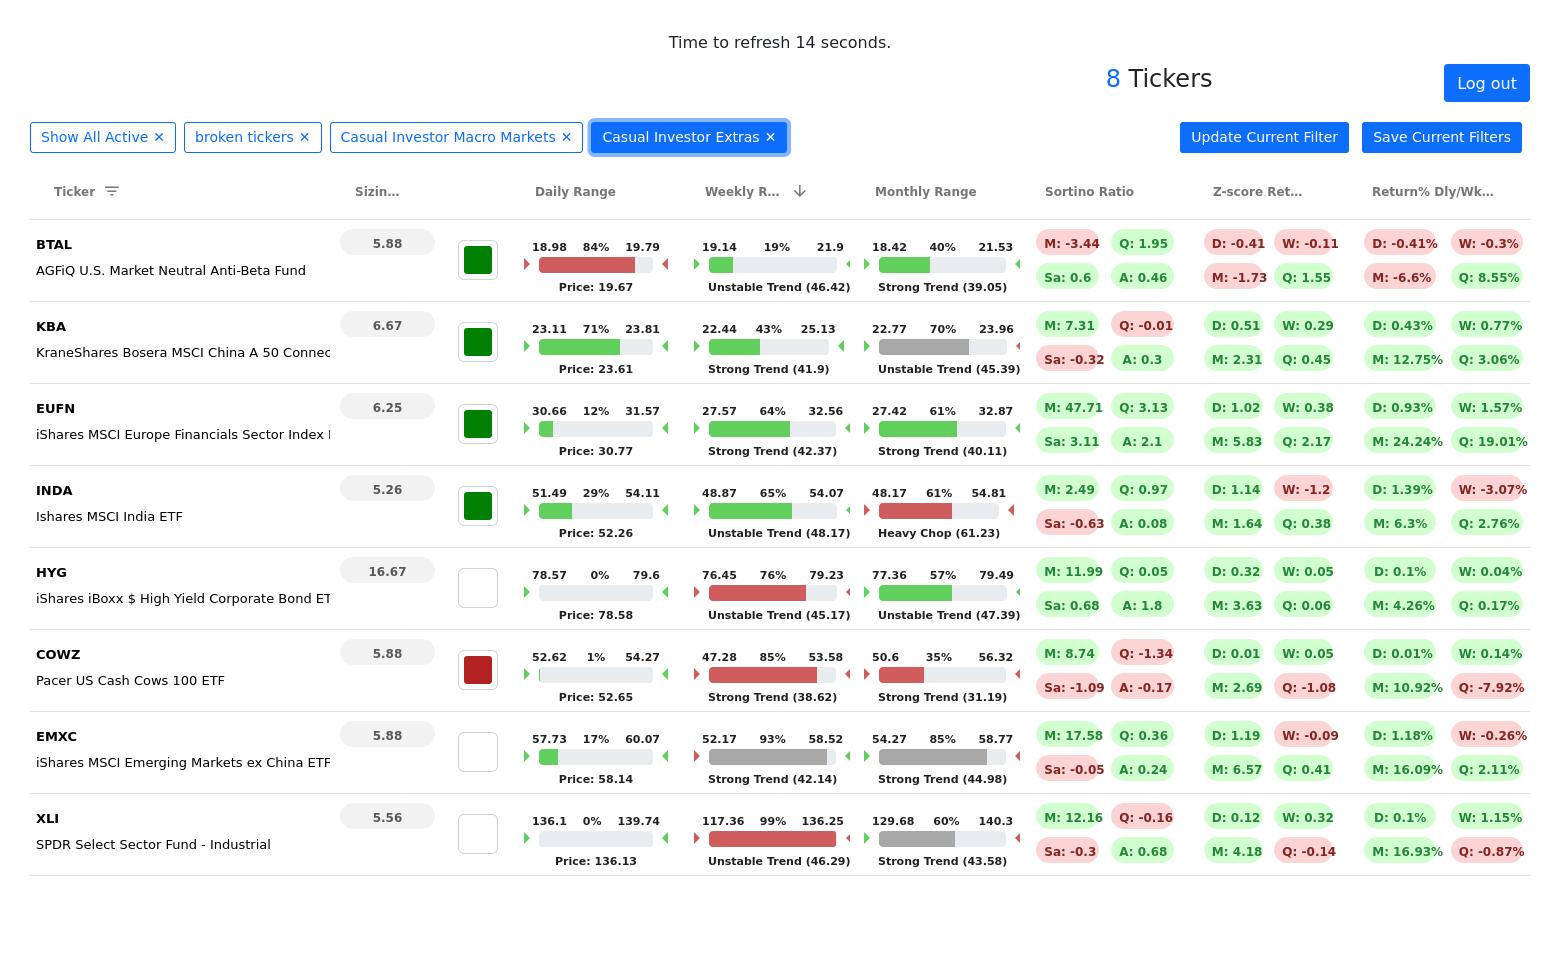 Time to refresh 14 seconds.
8 Tickers
Log out
Show All Active ✕ broken tickers ✕ Casual Investor Macro Markets ✕ Casual Investor Extras ✕ Update Current Filter Save Current Filters
Ticker Sizin... Daily Range Weekly R... Monthly Range Sortino Ratio Z-score Ret... Return% Dly/Wk...
BTAL 5.88 18.98 84% 19.79 19.14 19% 21.9 18.42 40% 21.53 M: -3.44 Q: 1.95 D: -0.41 W: -0.11 D: -0.41% W: -0.3%
AGFiQ U.S. Market Neutral Anti-Beta Fund Price: 19.67 Unstable Trend (46.42) Strong Trend (39.05) Sa: 0.6 A: 0.46 M: -1.73 Q: 1.55 M: -6.6% Q: 8.55%
KBA 6.67 23.11 71% 23.81 22.44 43% 25.13 22.77 70% 23.96 M: 7.31 Q: -0.01 D: 0.51 W: 0.29 D: 0.43% W: 0.77%
KraneShares Bosera MSCI China A 50 Connec Price: 23.61 Strong Trend (41.9) Unstable Trend (45.39) Sa: -0.32 A: 0.3 M: 2.31 Q: 0.45 M: 12.75% Q: 3.06%
EUFN 6.25 30.66 12% 31.57 27.57 64% 32.56 27.42 61% 32.87 M: 47.71 Q: 3.13 D: 1.02 W: 0.38 D: 0.93% W: 1.57%
iShares MSCI Europe Financials Sector Index Price: 30.77 Strong Trend (42.37) Strong Trend (40.11) Sa: 3.11 A: 2.1 M: 5.83 Q: 2.17 M: 24.24% Q: 19.01%
INDA 5.26 51.49 29% 54.11 48.87 65% 54.07 48.17 61% 54.81 M: 2.49 Q: 0.97 D: 1.14 W: -1.2 D: 1.39% W: -3.07%
Ishares MSCI India ETF Price: 52.26 Unstable Trend (48.17) Heavy Chop (61.23) Sa: -0.63 A: 0.08 M: 1.64 Q: 0.38 M: 6.3% Q: 2.76%
HYG 16.67 78.57 0% 79.6 76.45 76% 79.23 77.36 57% 79.49 M: 11.99 Q: 0.05 D: 0.32 W: 0.05 D: 0.1% W: 0.04%
iShares iBoxx $ High Yield Corporate Bond ET Price: 78.58 Unstable Trend (45.17) Unstable Trend (47.39) Sa: 0.68 A: 1.8 M: 3.63 Q: 0.06 M: 4.26% Q: 0.17%
COWZ 5.88 52.62 1% 54.27 47.28 85% 53.58 50.6 35% 56.32 M: 8.74 Q: -1.34 D: 0.01 W: 0.05 D: 0.01% W: 0.14%
Pacer US Cash Cows 100 ETF Price: 52.65 Strong Trend (38.62) Strong Trend (31.19) Sa: -1.09 A: -0.17 M: 2.69 Q: -1.08 M: 10.92% Q: -7.92%
EMXC 5.88 57.73 17% 60.07 52.17 93% 58.52 54.27 85% 58.77 M: 17.58 Q: 0.36 D: 1.19 W: -0.09 D: 1.18% W: -0.26%
iShares MSCI Emerging Markets ex China ETF Price: 58.14 Strong Trend (42.14) Strong Trend (44.98) Sa: -0.05 A: 0.24 M: 6.57 Q: 0.41 M: 16.09% Q: 2.11%
XLI 5.56 136.1 0% 139.74 117.36 99% 136.25 129.68 60% 140.3 M: 12.16 Q: -0.16 D: 0.12 W: 0.32 D: 0.1% W: 1.15%
SPDR Select Sector Fund - Industrial Price: 136.13 Unstable Trend (46.29) Strong Trend (43.58) Sa: -0.3 A: 0.68 M: 4.18 Q: -0.14 M: 16.93% Q: -0.87%